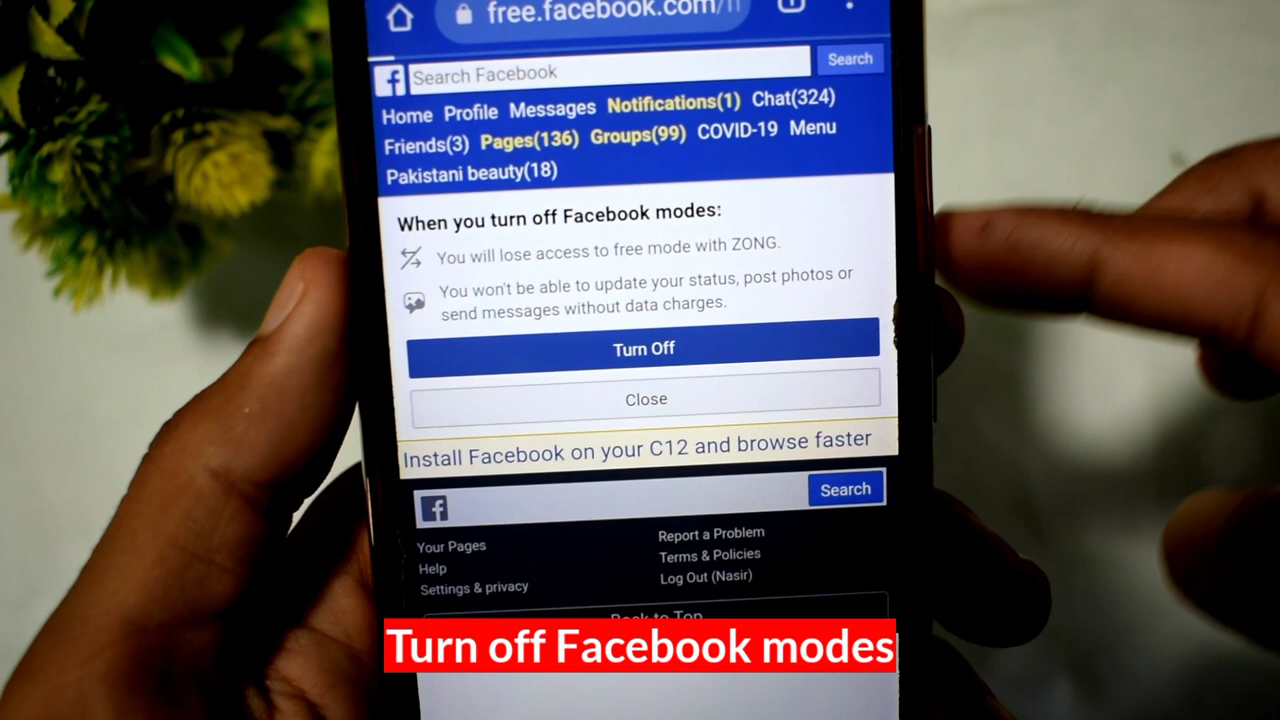 free.facebook.com/
Search Facebook
Search
Home Profile Messages Notifications(1) Chat(324)
Friends(3) Pages(136) Groups(99) COVID-19 Menu
Pakistani beauty(18)
When you turn off Facebook modes:
You will lose access to free mode with ZONG.
You won't be able to update your status, post photos or
send messages without data charges.
Turn Off
Close
Install Facebook on your C12 and browse faster
Search
Your Pages
Help
Settings & privacy
Report a Problem
Terms & Policies
Log Out (Nasir)
Back to Top
Turn off Facebook modes